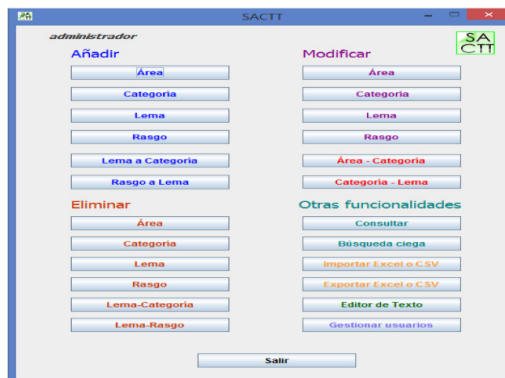 SACTT
administrador
SA
CTT
Añadir
Área
Categoría
Lema
Rasgo
Lema a Categoría
Rasgo a Lema
Modificar
Área
Categoría
Lema
Rasgo
Área - Categoría
Categoría - Lema
Eliminar
Área
Categoría
Lema
Rasgo
Lema-Categoría
Lema-Rasgo
Otras funcionalidades
Consultar
Búsqueda ciega
Importar Excel o CSV
Exportar Excel o CSV
Editor de Texto
Gestionar usuarios
Salir